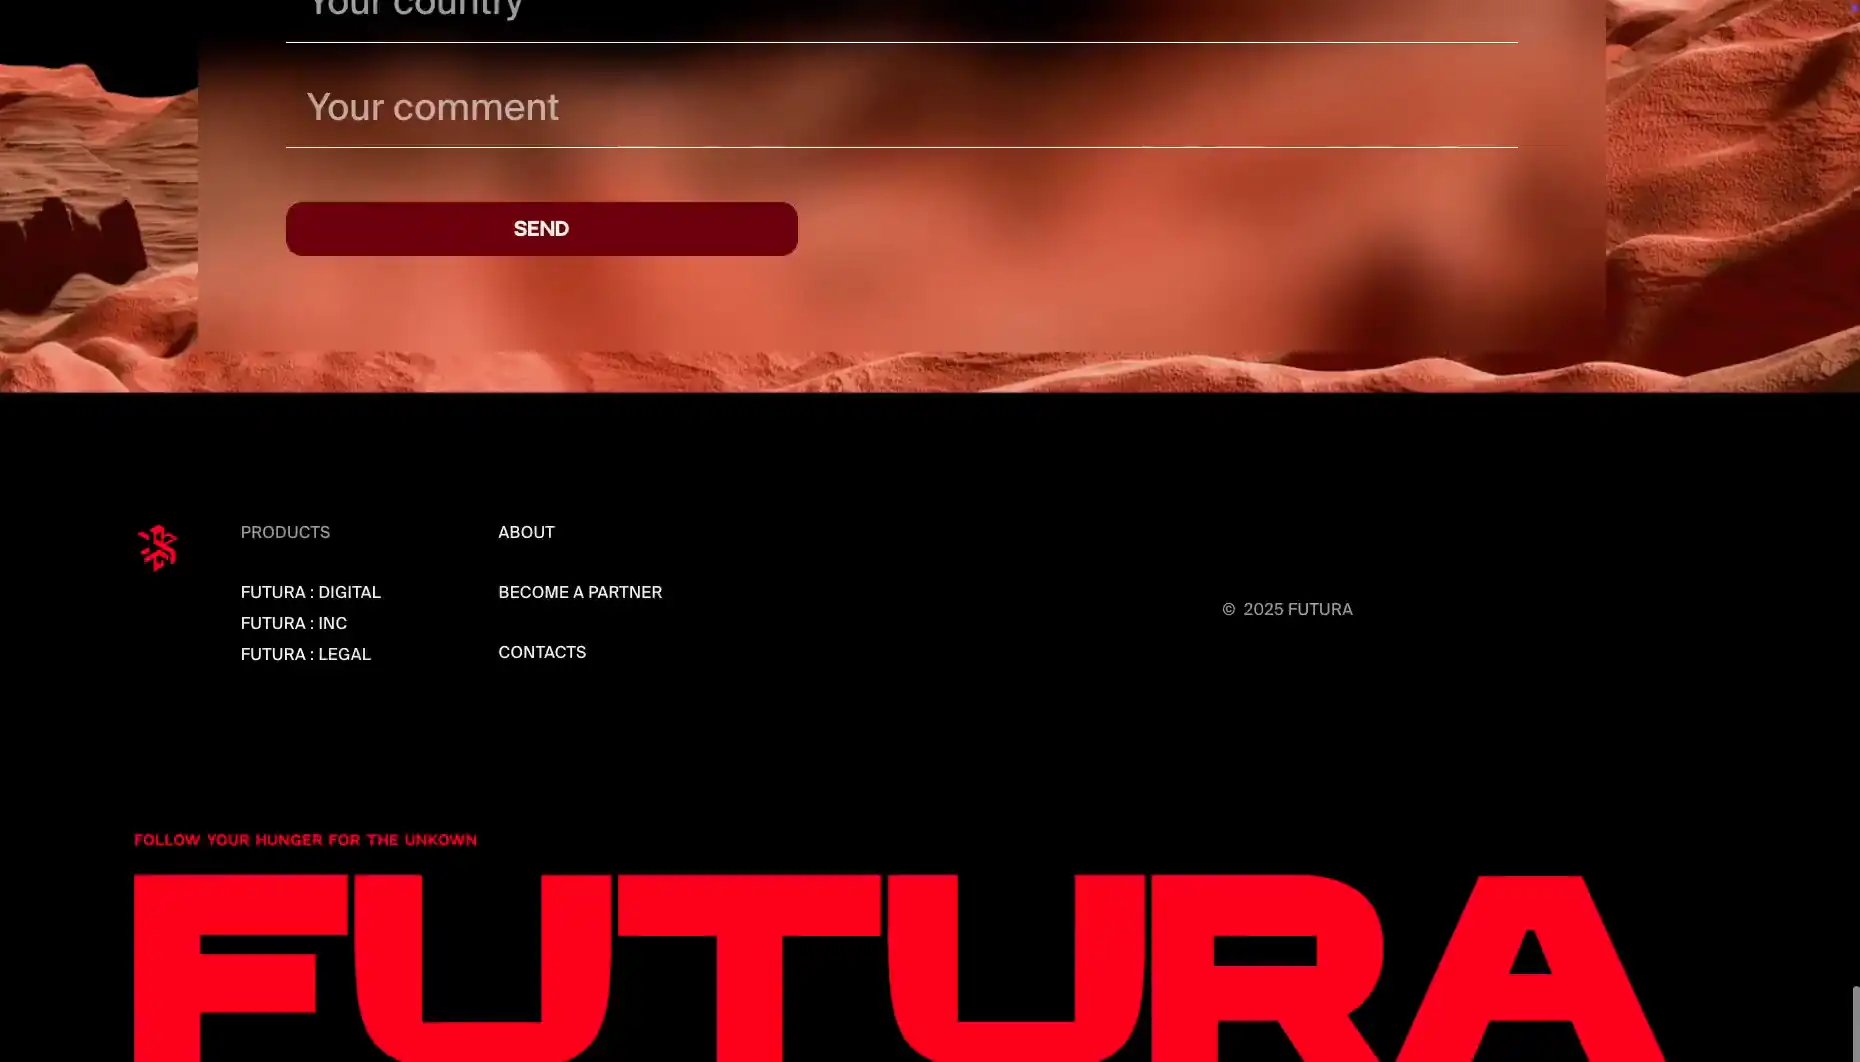 Your country
Your comment
SEND
PRODUCTS
FUTURA : DIGITAL
FUTURA : INC
FUTURA : LEGAL
ABOUT
BECOME A PARTNER
CONTACTS
© 2025 FUTURA
FOLLOW YOUR HUNGER FOR THE UNKOWN
FUTURA